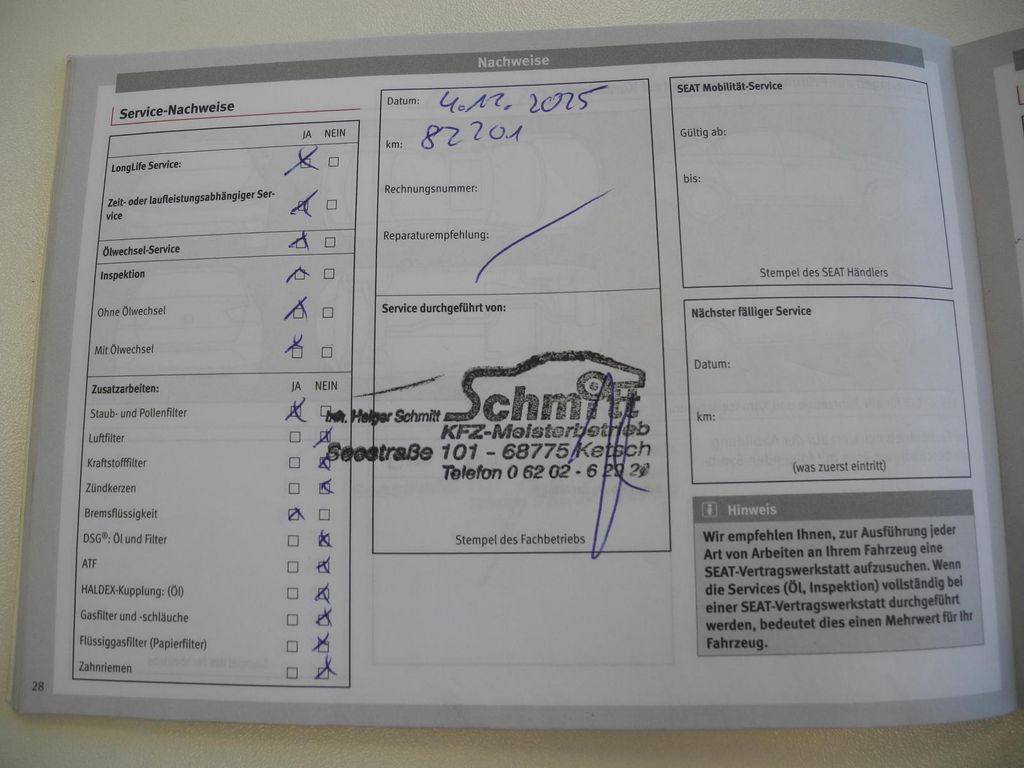 Nachweise
Service-Nachweise
JA NEIN
LongLife Service:
Zeit- oder laufleistungsabhängiger Ser-
vice
Ölwechsel-Service
Inspektion
Ohne Ölwechsel
Mit Ölwechsel
Zusatzarbeiten: JA NEIN
Staub- und Pollenfilter
Luftfilter
Kraftstofffilter
Zündkerzen
Bremsflüssigkeit
DSG®: Öl und Filter
ATF
HALDEX-Kupplung: (Öl)
Gasfilter und -schläuche
Flüssiggasfilter (Papierfilter)
Zahnriemen
28
Datum: 4.12. 2025
km: 82201
Rechnungsnummer:
Reparaturempfehlung:
Service durchgeführt von:
Schmitt
Inh. Helger Schmitt
KFZ-Meisterbetrieb
Seestraße 101 - 68775 Ketsch
Telefon 0 62 02 - 6
Stempel des Fachbetriebs
SEAT Mobilität-Service
Gültig ab:
bis:
Stempel des SEAT Händlers
Nächster fälliger Service
Datum:
km:
(was zuerst eintritt)
Hinweis
Wir empfehlen Ihnen, zur Ausführung jeder
Art von Arbeiten an Ihrem Fahrzeug eine
SEAT-Vertragswerkstatt aufzusuchen. Wenn
die Services (Öl, Inspektion) vollständig bei
einer SEAT-Vertragswerkstatt durchgeführt
werden, bedeutet dies einen Mehrwert für Ihr
Fahrzeug.